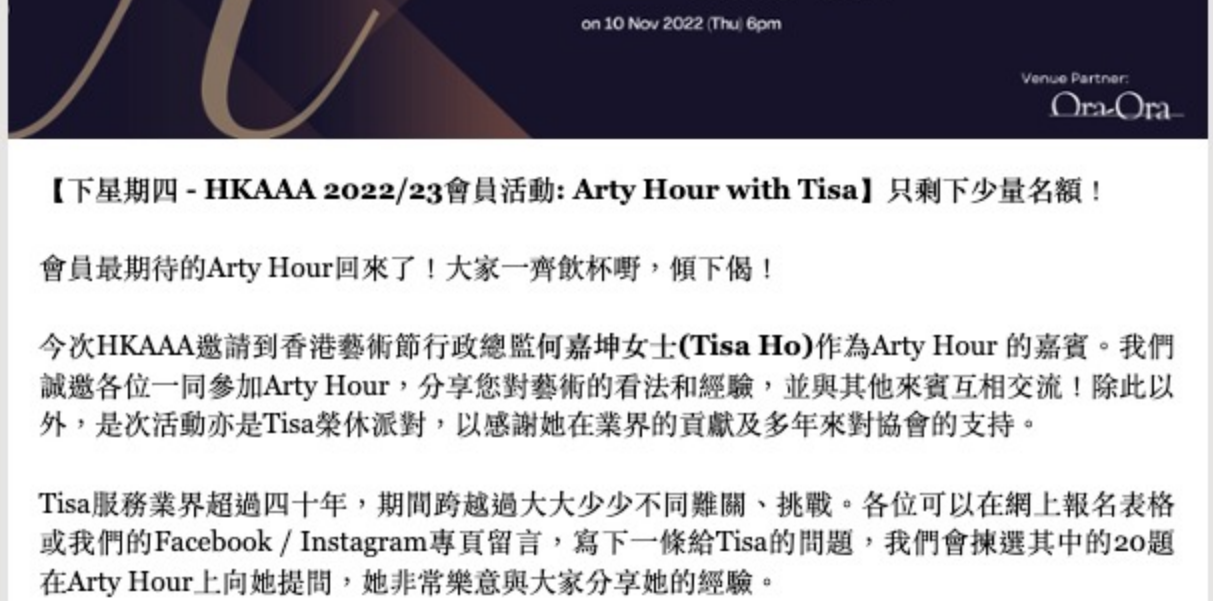 on 10 Nov 2022 (Thu) 6pm
Venue Partner:
Ora-Ora
【下星期四 - HKAAA 2022/23會員活動: Arty Hour with Tisa】只剩下少量名額！
會員最期待的Arty Hour回來了！大家一齊飲杯嘢，傾下偈！
今次HKAAA邀請到香港藝術節行政總監何嘉坤女士(Tisa Ho)作為Arty Hour 的嘉賓。我們
誠邀各位一同參加Arty Hour，分享您對藝術的看法和經驗，並與其他來賓互相交流！除此以
外，是次活動亦是Tisa榮休派對，以感謝她在業界的貢獻及多年來對協會的支持。
Tisa服務業界超過四十年，期間跨越過大大少少不同難關、挑戰。各位可以在網上報名表格
或我們的Facebook / Instagram專頁留言，寫下一條給Tisa的問題，我們會揀選其中的20題
在Arty Hour上向她提問，她非常樂意與大家分享她的經驗。